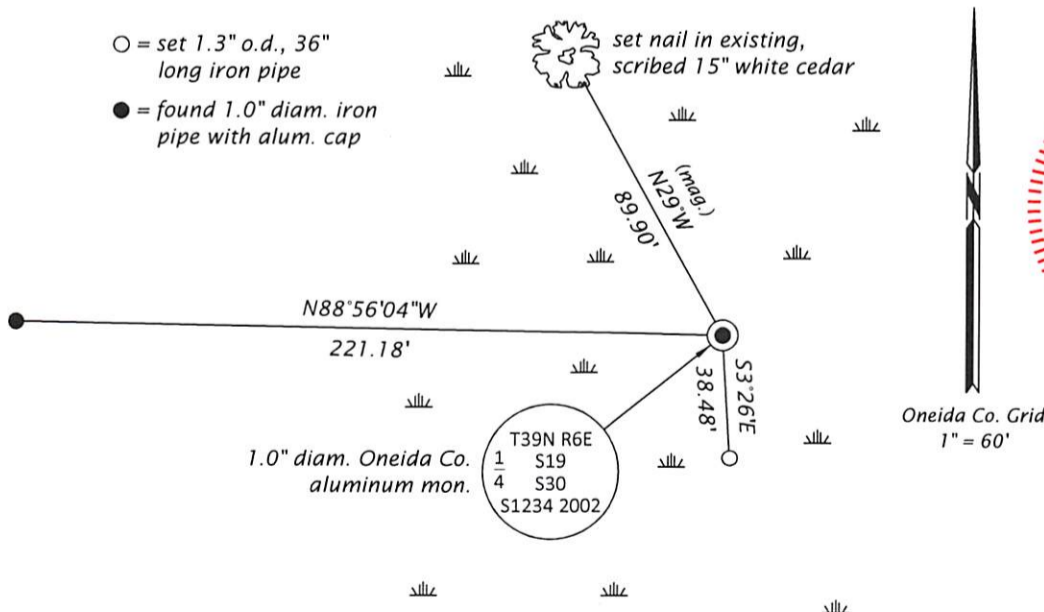 ○ = set 1.3" o.d., 36"
long iron pipe
● = found 1.0" diam. iron
pipe with alum. cap
set nail in existing,
scribed 15" white cedar
(mag.)
N29°W
89.90'
N
N88°56'04"W
221.18'
S3°26'E
38.48'
Oneida Co. Grid
1" = 60'
1.0" diam. Oneida Co.
aluminum mon.
T39N R6E
1/4 S19
S30
S1234 2002